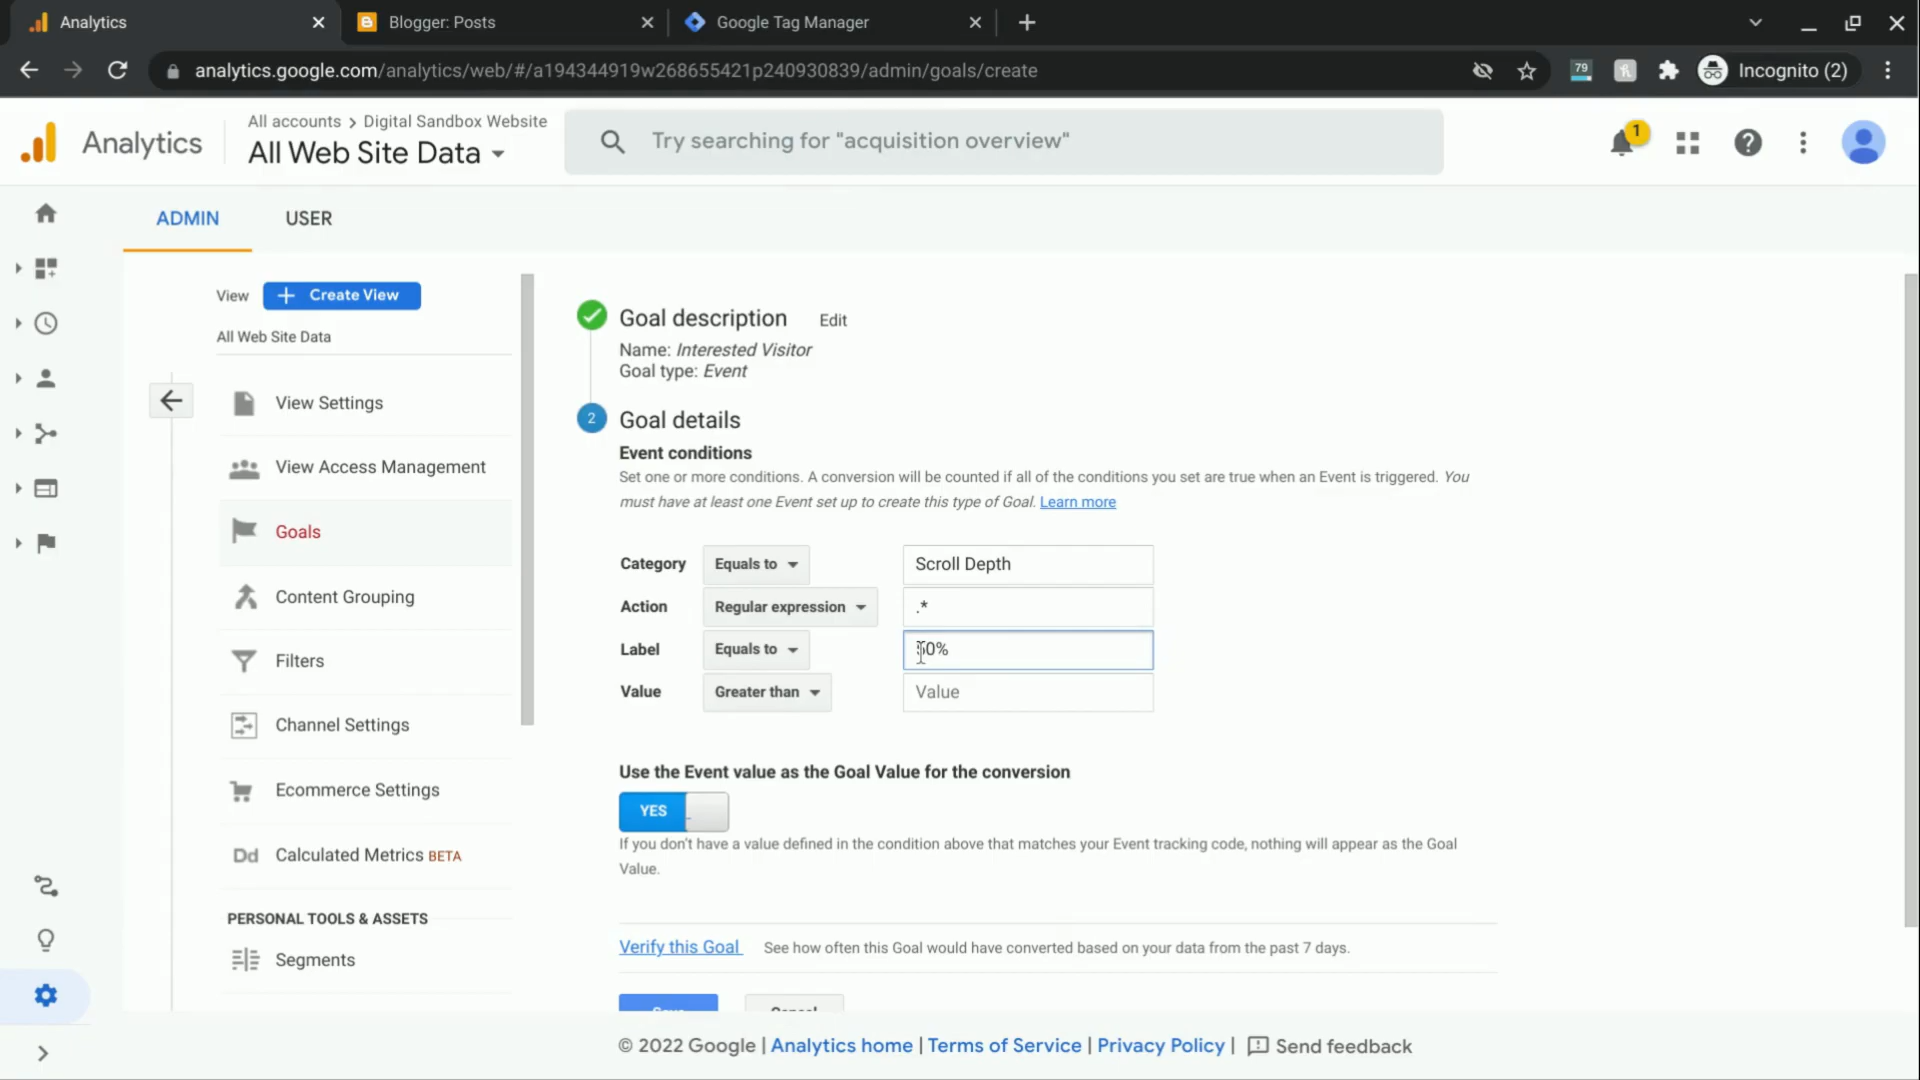 Analytics
Blogger: Posts
Google Tag Manager
analytics.google.com/analytics/web/#/a194344919w268655421p240930839/admin/goals/create
79
Incognito (2)
Analytics
All accounts > Digital Sandbox Website
All Web Site Data
Try searching for "acquisition overview"
1
ADMIN
USER
View
+ Create View
All Web Site Data
View Settings
View Access Management
Goals
Content Grouping
Filters
Channel Settings
Ecommerce Settings
Dd Calculated Metrics BETA
PERSONAL TOOLS & ASSETS
Segments
Goal description Edit
Name: Interested Visitor
Goal type: Event
2 Goal details
Event conditions
Set one or more conditions. A conversion will be counted if all of the conditions you set are true when an Event is triggered. You
must have at least one Event set up to create this type of Goal. Learn more
Category Equals to Scroll Depth
Action Regular expression .*
Label Equals to
Value Greater than Value
Use the Event value as the Goal Value for the conversion
YES
If you don't have a value defined in the condition above that matches your Event tracking code, nothing will appear as the Goal
Value.
Verify this Goal See how often this Goal would have converted based on your data from the past 7 days.
Save Cancel
© 2022 Google | Analytics home | Terms of Service | Privacy Policy | Send feedback